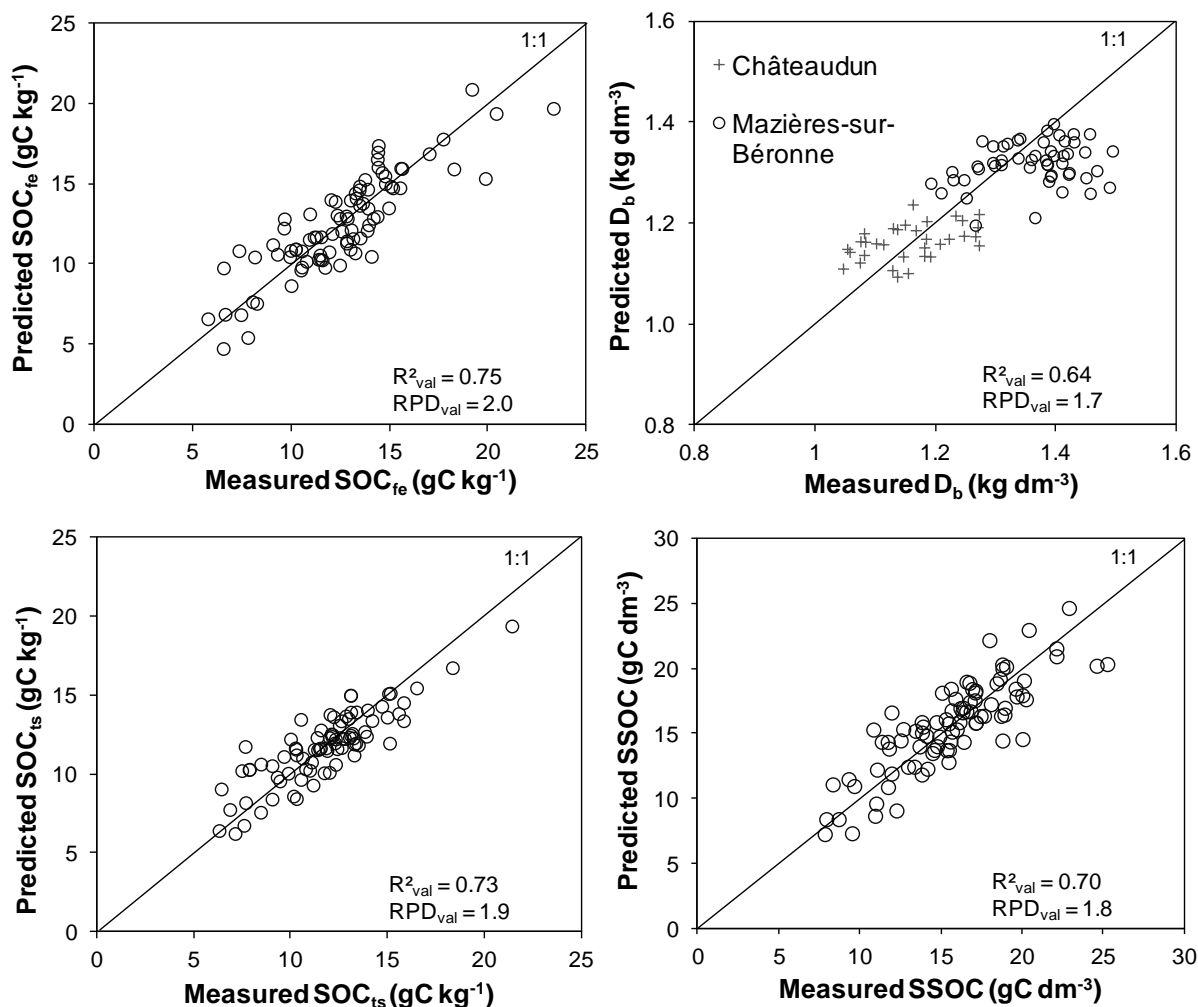 25
20
15
10
5
0
0 5 10 15 20 25
Predicted SOCfe (gC kg-1)
Measured SOCfe (gC kg-1)
1:1
R²val = 0.75
RPDval = 2.0
1.6
1.4
1.2
1.0
0.8
0.8 1 1.2 1.4 1.6
Predicted Db (kg dm-3)
Measured Db (kg dm-3)
1:1
+ Châteaudun
○ Mazières-sur-
Béronne
R²val = 0.64
RPDval = 1.7
25
20
15
10
5
0
0 5 10 15 20 25
Predicted SOCts (gC kg-1)
Measured SOCts (gC kg-1)
1:1
R²val = 0.73
RPDval = 1.9
30
25
20
15
10
5
0
0 5 10 15 20 25 30
Predicted SSOC (gC dm-3)
Measured SSOC (gC dm-3)
1:1
R²val = 0.70
RPDval = 1.8